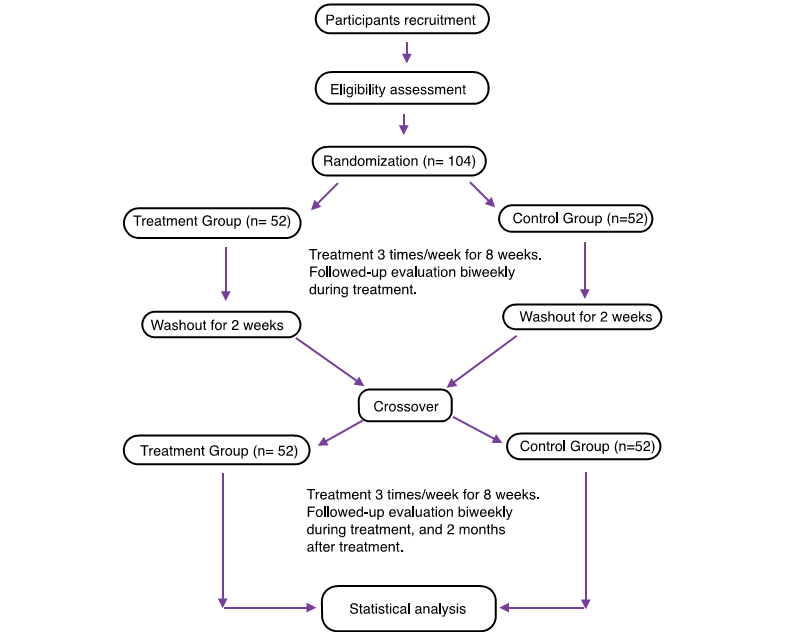 Participants recruitment
Eligibility assessment
Randomization (n= 104)
Treatment Group (n= 52)
Control Group (n=52)
Treatment 3 times/week for 8 weeks.
Followed-up evaluation biweekly
during treatment.
Washout for 2 weeks
Washout for 2 weeks
Crossover
Treatment Group (n= 52)
Control Group (n=52)
Treatment 3 times/week for 8 weeks.
Followed-up evaluation biweekly
during treatment, and 2 months
after treatment.
Statistical analysis